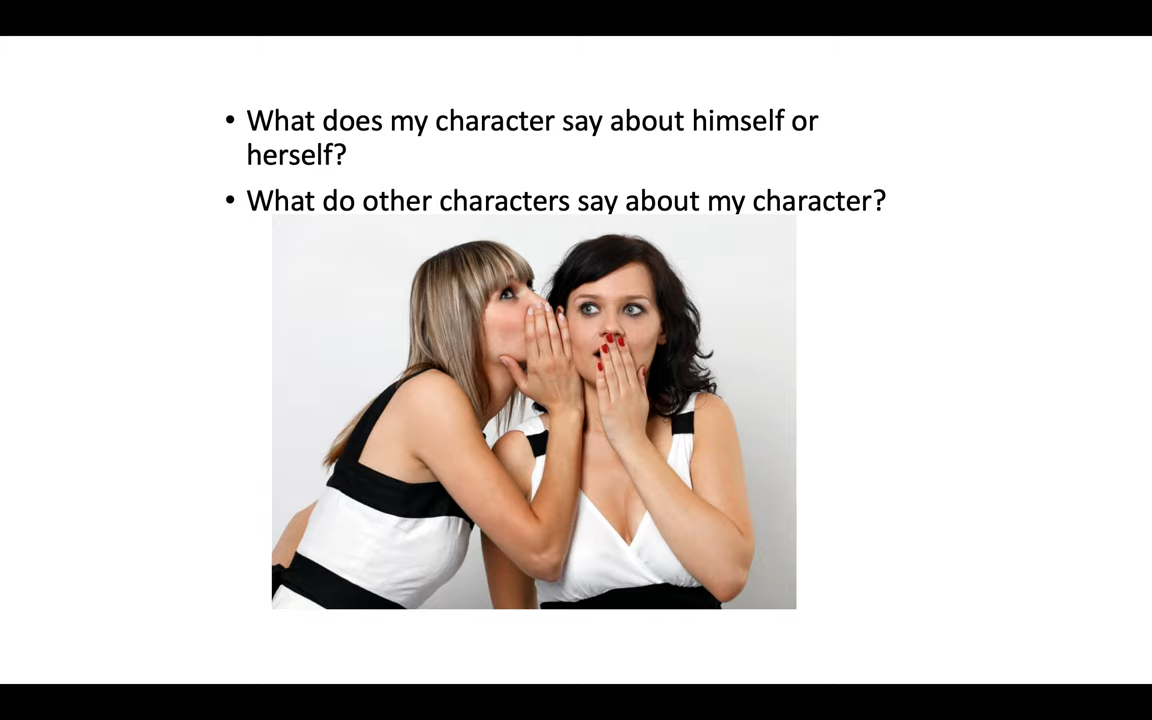 • What does my character say about himself or
herself?
• What do other characters say about my character?